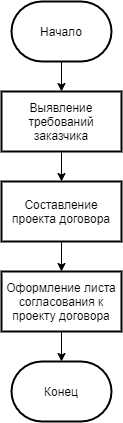 Начало
Выявление
требований
заказчика
Составление
проекта договора
Оформление листа
согласования к
проекту договора
Конец